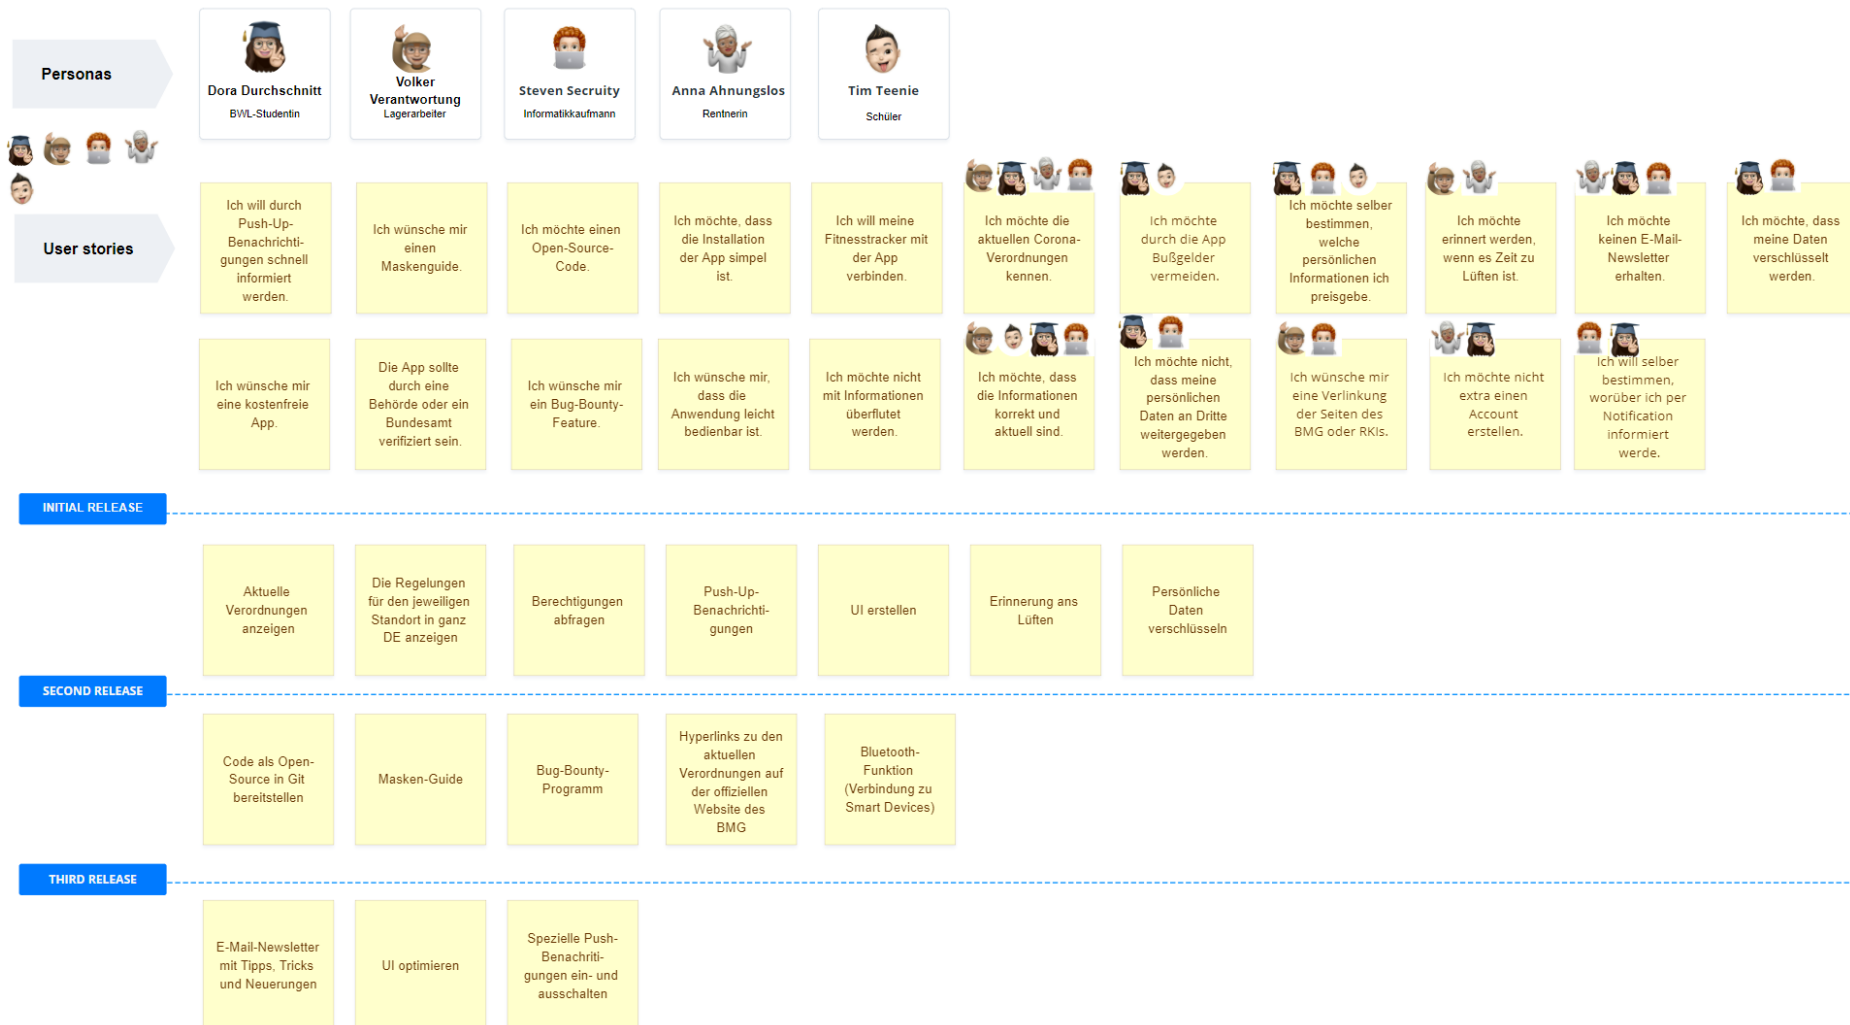 Personas
Dora Durchschnitt
BWL-Studentin
Volker
Verantwortung
Lagerarbeiter
Steven Secruity
Informatikkaufmann
Anna Ahnungslos
Rentnerin
Tim Teenie
Schüler
User stories
Ich will durch
Push-Up-
Benachrichti-
gungen schnell
informiert
werden.
Ich wünsche mir
einen
Maskenguide.
Ich möchte einen
Open-Source-
Code.
Ich möchte, dass
die Installation
der App simpel
ist.
Ich will meine
Fitnesstracker mit
der App
verbinden.
Ich möchte die
aktuellen Corona-
Verordnungen
kennen.
Ich möchte
durch die App
Bußgelder
vermeiden.
Ich möchte selber
bestimmen,
welche
persönlichen
Informationen ich
preisgebe.
Ich möchte
erinnert werden,
wenn es Zeit zu
Lüften ist.
Ich möchte
keinen E-Mail-
Newsletter
erhalten.
Ich möchte, dass
meine Daten
verschlüsselt
werden.
Ich wünsche mir
eine kostenfreie
App.
Die App sollte
durch eine
Behörde oder ein
Bundesamt
verifiziert sein.
Ich wünsche mir
ein Bug-Bounty-
Feature.
Ich wünsche mir,
dass die
Anwendung leicht
bedienbar ist.
Ich möchte nicht
mit Informationen
überflutet
werden.
Ich möchte, dass
die Informationen
korrekt und
aktuell sind.
Ich möchte nicht,
dass meine
persönlichen
Daten an Dritte
weitergegeben
werden.
Ich wünsche mir
eine Verlinkung
der Seiten des
BMG oder RKIs.
Ich möchte nicht
extra einen
Account
erstellen.
Ich will selber
bestimmen,
worüber ich per
Notification
informiert
werde.
INITIAL RELEASE
Aktuelle
Verordnungen
anzeigen
Die Regelungen
für den jeweiligen
Standort in ganz
DE anzeigen
Berechtigungen
abfragen
Push-Up-
Benachrichti-
gungen
UI erstellen
Erinnerung ans
Lüften
Persönliche
Daten
verschlüsseln
SECOND RELEASE
Code als Open-
Source in Git
bereitstellen
Masken-Guide
Bug-Bounty-
Programm
Hyperlinks zu den
aktuellen
Verordnungen auf
der offiziellen
Website des
BMG
Bluetooth-
Funktion
(Verbindung zu
Smart Devices)
THIRD RELEASE
E-Mail-Newsletter
mit Tipps, Tricks
und Neuerungen
UI optimieren
Spezielle Push-
Benachriti-
gungen ein- und
ausschalten